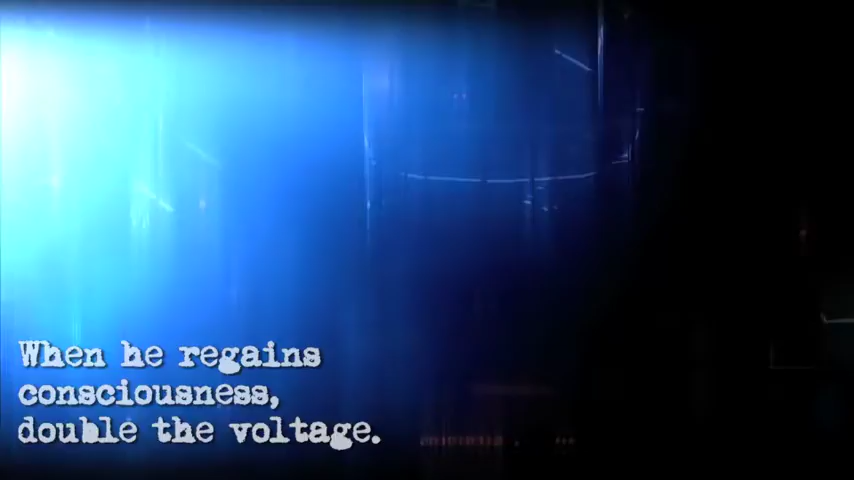 When he regains
consciousness,
double the voltage.